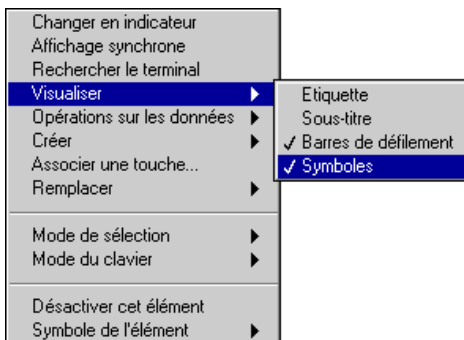 Changer en indicateur
Affichage synchrone
Rechercher le terminal
Visualiser
Opérations sur les données
Créer
Associer une touche...
Remplacer
Mode de sélection
Mode du clavier
Désactiver cet élément
Symbole de l'élément
Etiquette
Sous-titre
Barres de défilement
Symboles